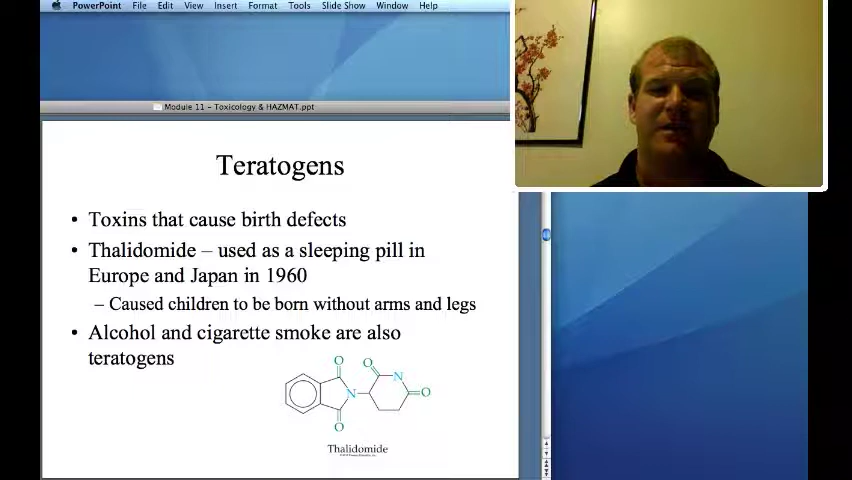 PowerPoint File Edit View Insert Format Tools Slide Show Window Help
Module 11 - Toxicology & HAZMAT.ppt
Teratogens
• Toxins that cause birth defects
• Thalidomide – used as a sleeping pill in
Europe and Japan in 1960
– Caused children to be born without arms and legs
• Alcohol and cigarette smoke are also
teratogens
O O
N N O
O
Thalidomide